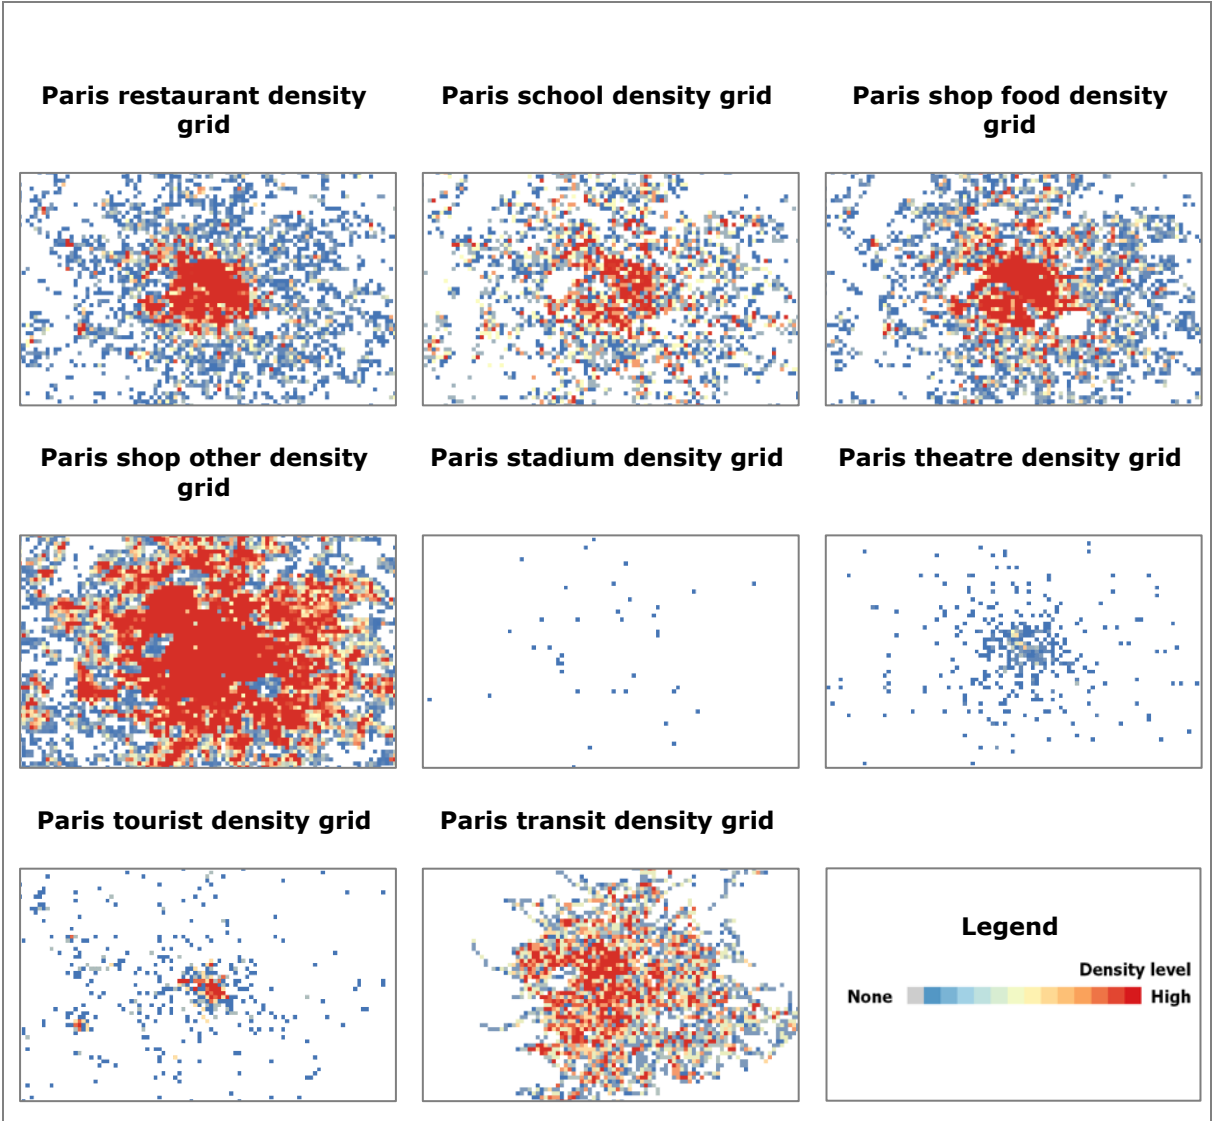 Paris restaurant density
grid
Paris school density grid
Paris shop food density
grid
Paris shop other density
grid
Paris stadium density grid
Paris theatre density grid
Paris tourist density grid
Paris transit density grid
Legend
Density level
None
High